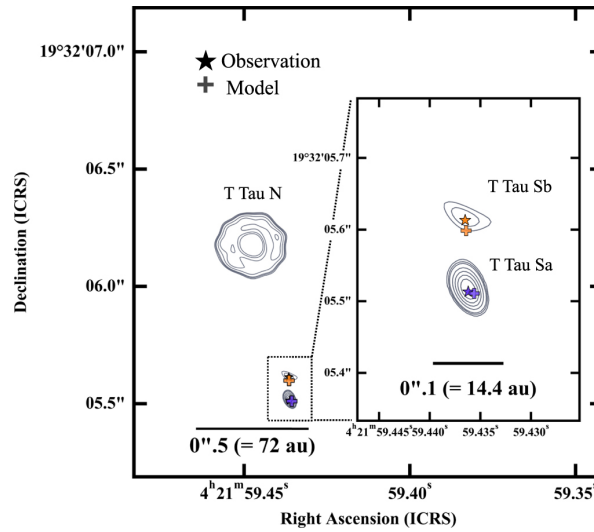 19°32'07.0"
06.5"
06.0"
05.5"
Declination (ICRS)
★ Observation
✚ Model
T Tau N
0".5 (= 72 au)
19°32'05.7"
05.6"
05.5"
05.4"
T Tau Sb
T Tau Sa
0".1 (= 14.4 au)
4ʰ21ᵐ59.445ˢ 59.440ˢ 59.435ˢ 59.430ˢ
4ʰ21ᵐ59.45ˢ 59.40ˢ 59.35ˢ
Right Ascension (ICRS)